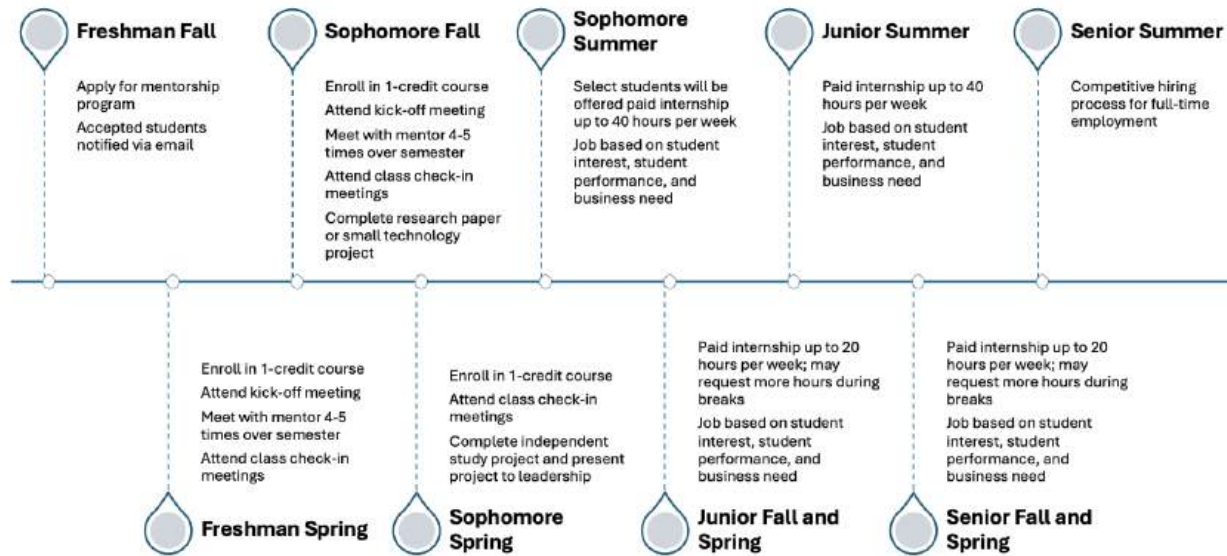 Freshman Fall
Apply for mentorship
program
Accepted students
notified via email
Sophomore Fall
Enroll in 1-credit course
Attend kick-off meeting
Meet with mentor 4-5
times over semester
Attend class check-in
meetings
Complete research paper
or small technology
project
Sophomore
Summer
Select students will be
offered paid internship
up to 40 hours per week
Job based on student
interest, student
performance, and
business need
Junior Summer
Paid internship up to 40
hours per week
Job based on student
interest, student
performance, and
business need
Senior Summer
Competitive hiring
process for full-time
employment
Enroll in 1-credit course
Attend kick-off meeting
Meet with mentor 4-5
times over semester
Attend class check-in
meetings
Freshman Spring
Enroll in 1-credit course
Attend class check-in
meetings
Complete independent
study project and present
project to leadership
Sophomore
Spring
Paid internship up to 20
hours per week; may
request more hours during
breaks
Job based on student
interest, student
performance, and
business need
Junior Fall and
Spring
Paid internship up to 20
hours per week; may
request more hours during
breaks
Job based on student
interest, student
performance, and
business need
Senior Fall and
Spring